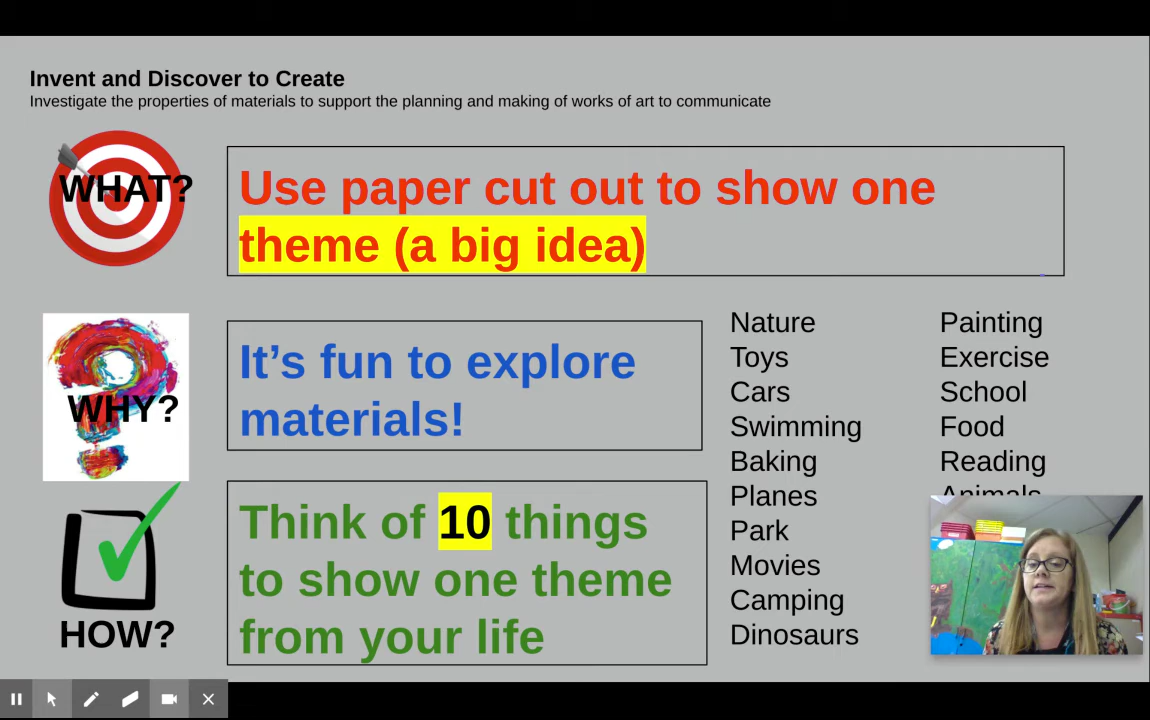 Invent and Discover to Create
Investigate the properties of materials to support the planning and making of works of art to communicate
WHAT?
Use paper cut out to show one
theme (a big idea)
WHY?
It’s fun to explore
materials!
HOW?
Think of 10 things
to show one theme
from your life
Nature
Toys
Cars
Swimming
Baking
Planes
Park
Movies
Camping
Dinosaurs
Painting
Exercise
School
Food
Reading
Animals